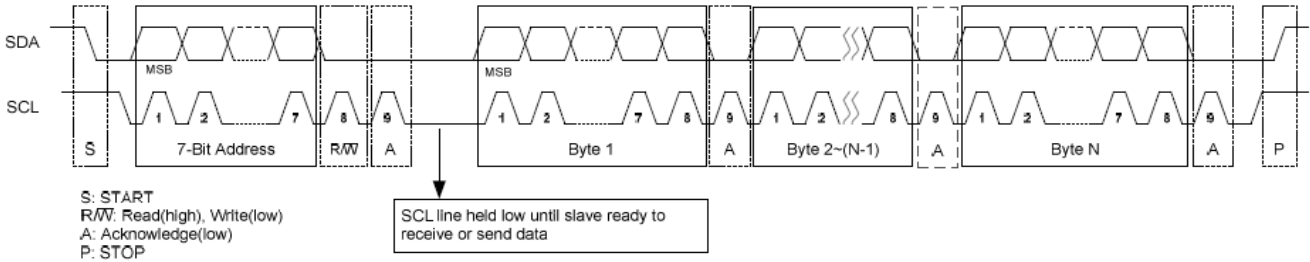 SDA
MSB
MSB
SCL
1 2 7 8 9 1 2 7 8 9 1 2 8 9 1 2 7 8 9
S 7-Bit Address R/W̅ A Byte 1 A Byte 2~(N-1) A Byte N A P
S: START
R/W̅: Read(high), Write(low)
A: Acknowledge(low)
P: STOP
SCL line held low until slave ready to
receive or send data